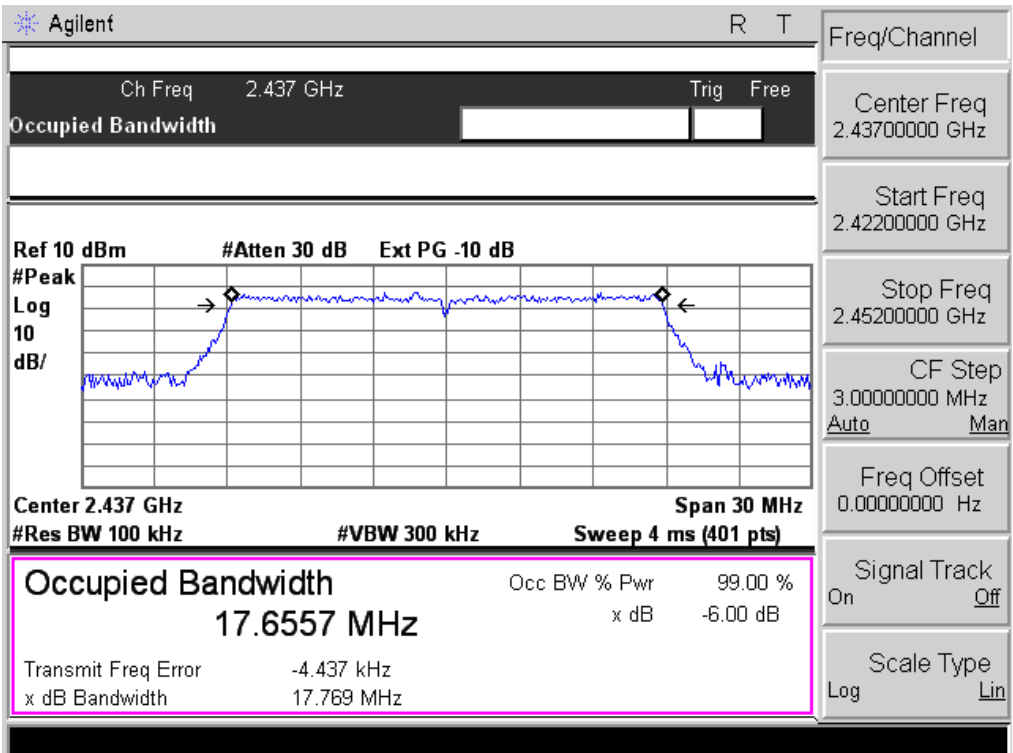 Agilent R T
Freq/Channel
Ch Freq 2.437 GHz Trig Free
Occupied Bandwidth
Center Freq
2.43700000 GHz
Start Freq
2.42200000 GHz
Stop Freq
2.45200000 GHz
CF Step
3.00000000 MHz
Auto Man
Freq Offset
0.00000000 Hz
Signal Track
On Off
Scale Type
Log Lin
Ref 10 dBm #Atten 30 dB Ext PG -10 dB
#Peak
Log
10
dB/
Center 2.437 GHz Span 30 MHz
#Res BW 100 kHz #VBW 300 kHz Sweep 4 ms (401 pts)
Occupied Bandwidth Occ BW % Pwr 99.00 %
17.6557 MHz x dB -6.00 dB
Transmit Freq Error -4.437 kHz
x dB Bandwidth 17.769 MHz